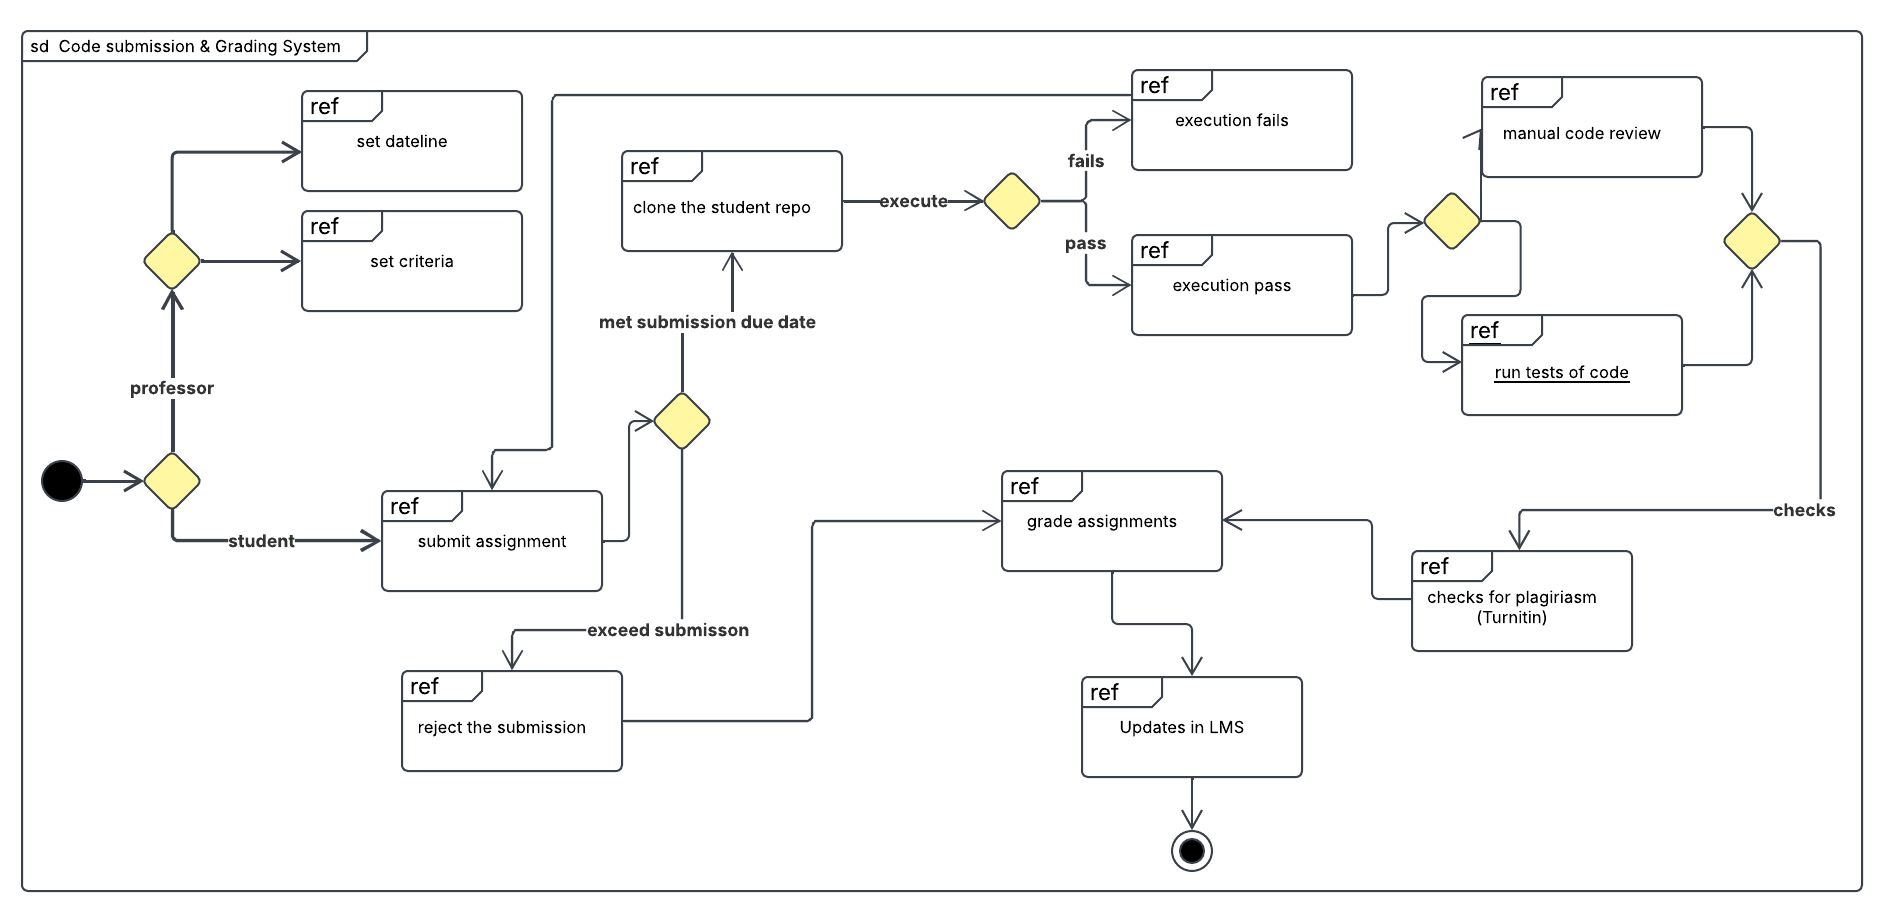 sd  Code submission & Grading System
ref
set dateline
ref
set criteria
professor
student
ref
submit assignment
ref
clone the student repo
met submission due date
exceed submisson
ref
reject the submission
execute
fails
pass
ref
execution fails
ref
execution pass
ref
manual code review
ref
run tests of code
checks
ref
checks for plagiriasm
(Turnitin)
ref
grade assignments
ref
Updates in LMS